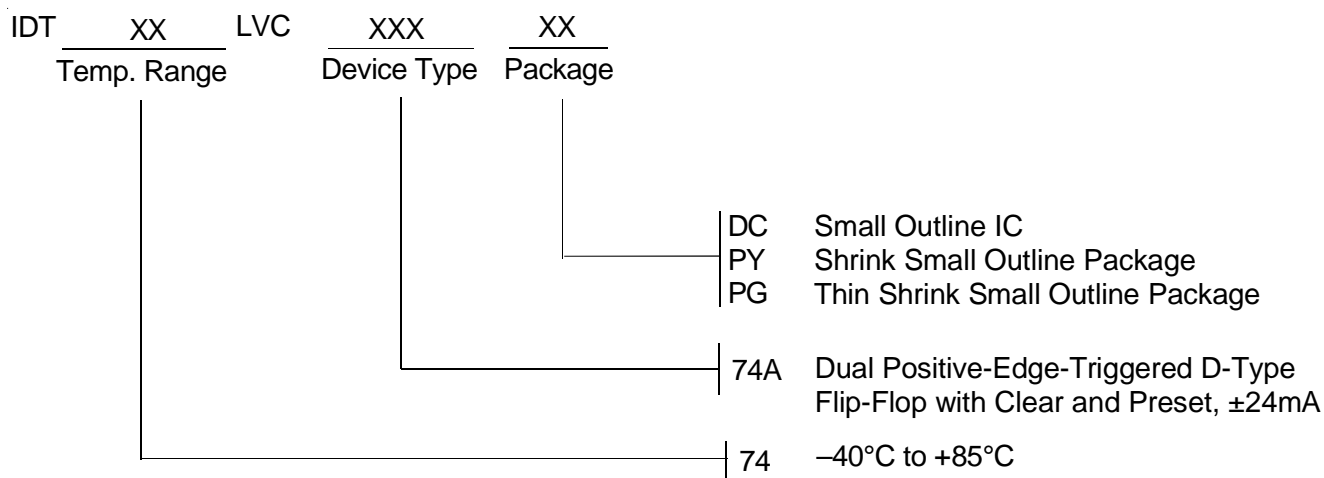 IDT XX LVC XXX XX
Temp. Range Device Type Package
DC Small Outline IC
PY Shrink Small Outline Package
PG Thin Shrink Small Outline Package
74A Dual Positive-Edge-Triggered D-Type
Flip-Flop with Clear and Preset, ±24mA
74 –40°C to +85°C